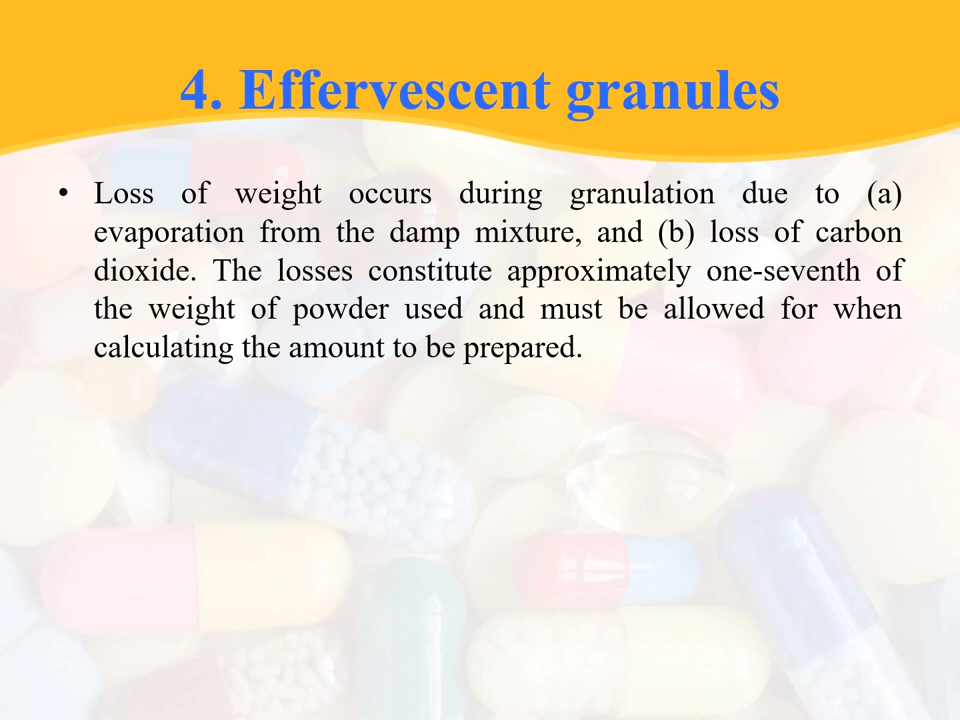 4. Effervescent granules
• Loss of weight occurs during granulation due to (a)
evaporation from the damp mixture, and (b) loss of carbon
dioxide. The losses constitute approximately one-seventh of
the weight of powder used and must be allowed for when
calculating the amount to be prepared.